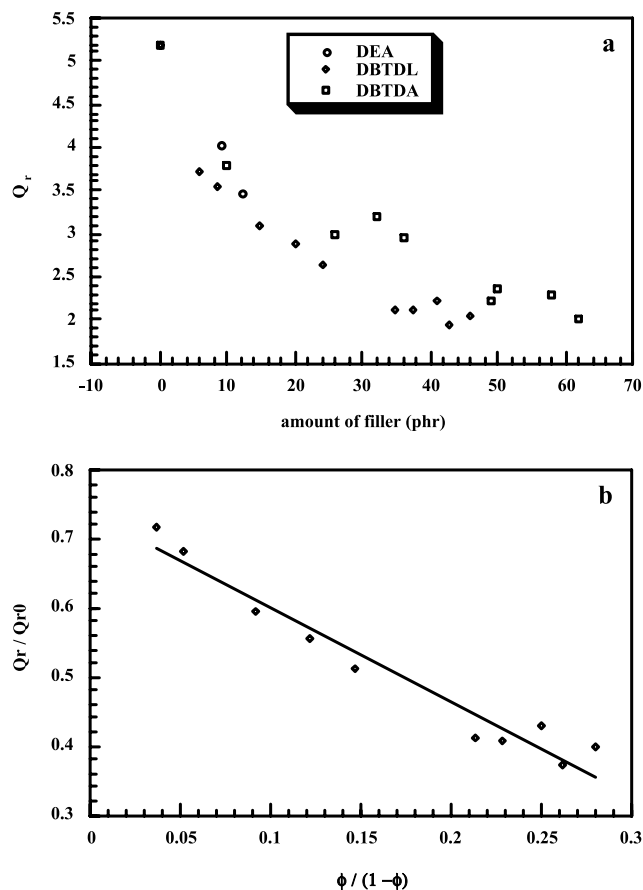 5.5
a
DEA
DBTDL
DBTDA
5
4.5
4
3.5
3
2.5
2
1.5
Q r
-10 0 10 20 30 40 50 60 70
amount of filler (phr)
0.8
b
0.7
0.6
0.5
0.4
0.3
Qr / Qr0
0 0.05 0.1 0.15 0.2 0.25 0.3
ϕ / (1 –ϕ)